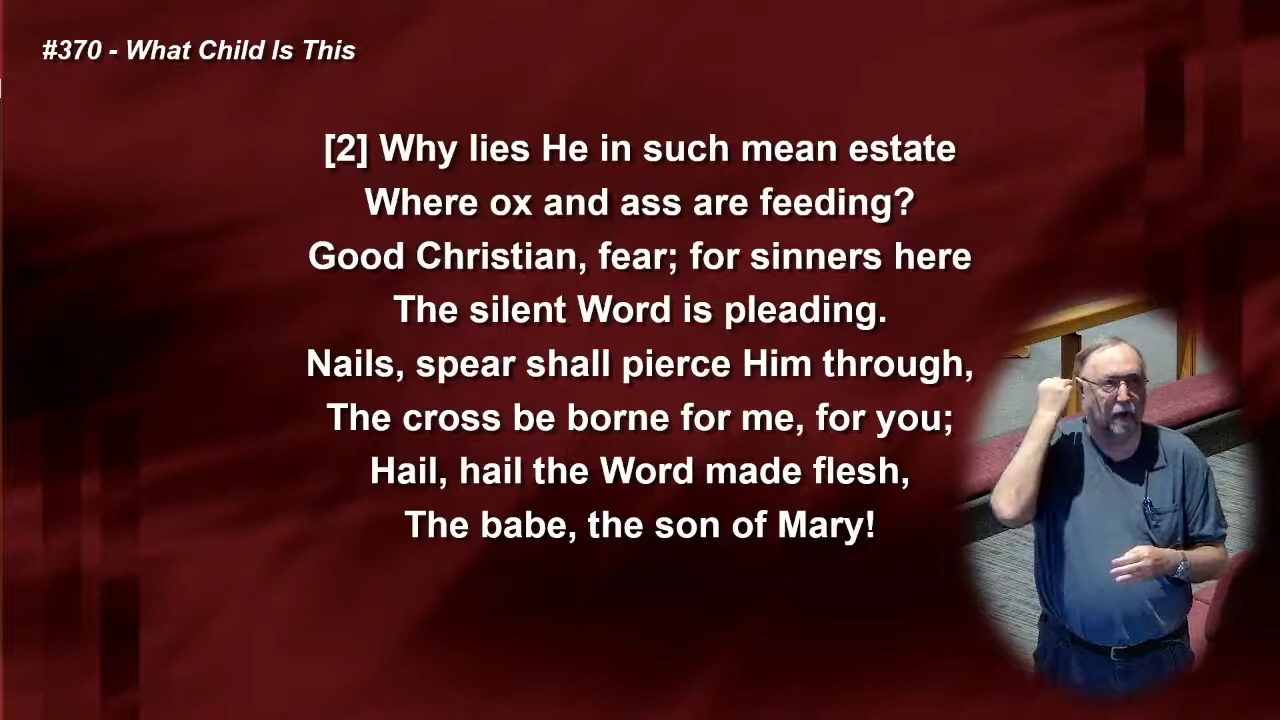 #370 - What Child Is This
[2] Why lies He in such mean estate
Where ox and ass are feeding?
Good Christian, fear; for sinners here
The silent Word is pleading.
Nails, spear shall pierce Him through,
The cross be borne for me, for you;
Hail, hail the Word made flesh,
The babe, the son of Mary!